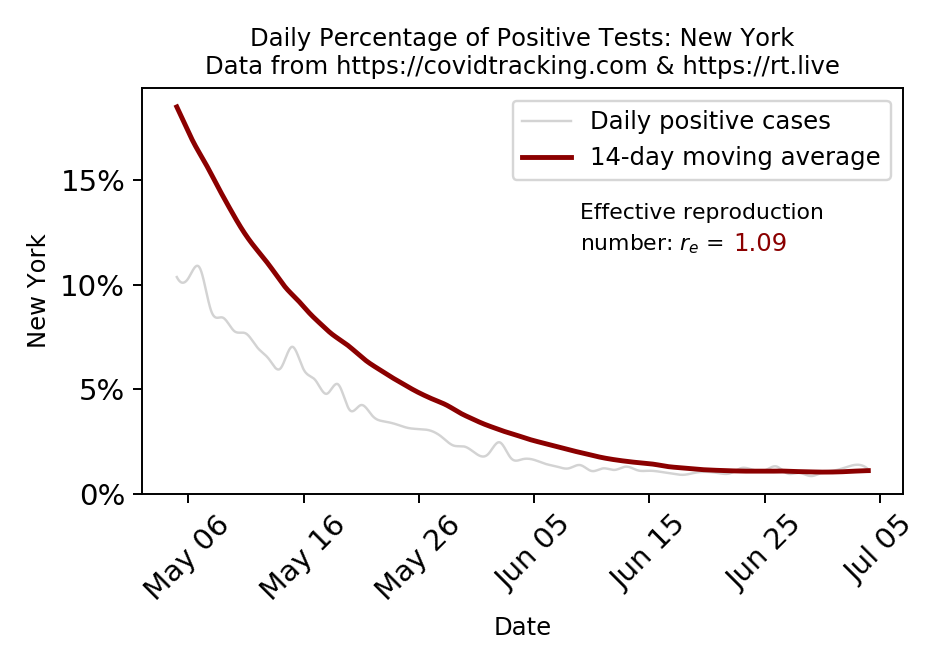 Daily Percentage of Positive Tests: New York
Data from https://covidtracking.com & https://rt.live
Daily positive cases
14-day moving average
Effective reproduction
number: rₑ = 1.09
New York
15%
10%
5%
0%
May 06
May 16
May 26
Jun 05
Jun 15
Jun 25
Jul 05
Date